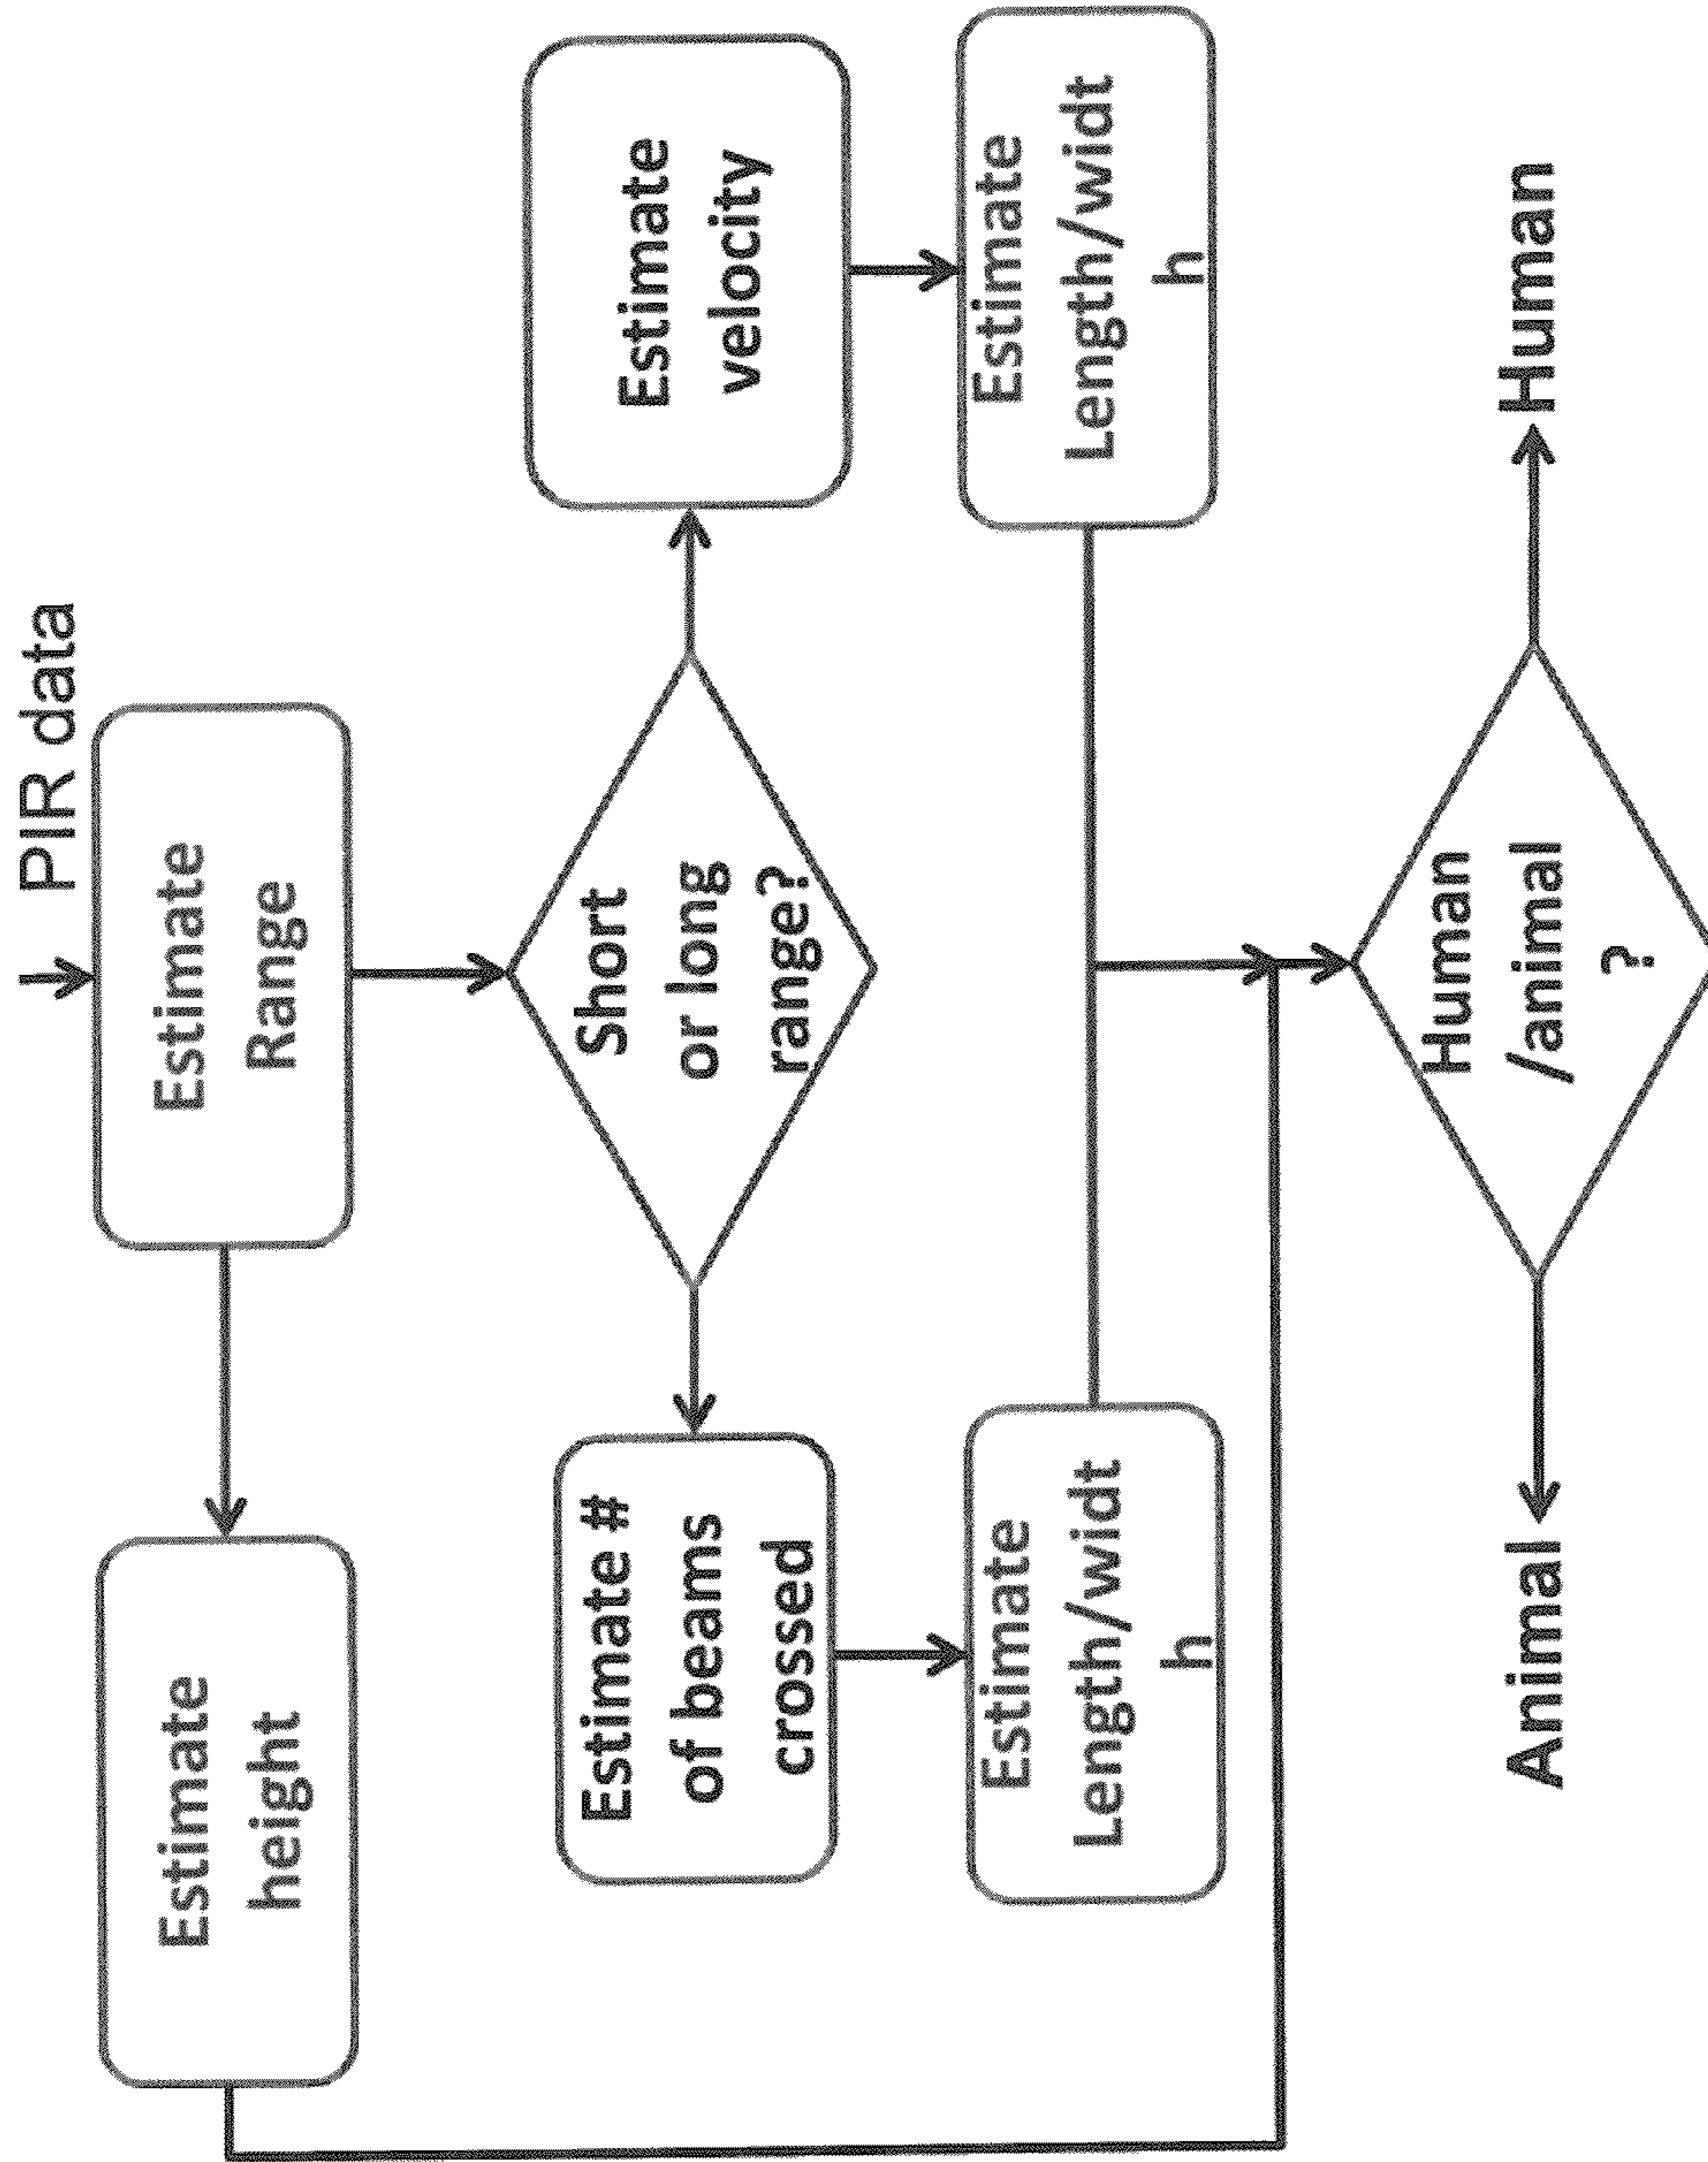 PIR data
Estimate
Range
Estimate
height
Short
or long
range?
Estimate #
of beams
crossed
Estimate
velocity
Estimate
Length/widt
h
Estimate
Length/widt
h
Human
/animal
?
Animal
Human